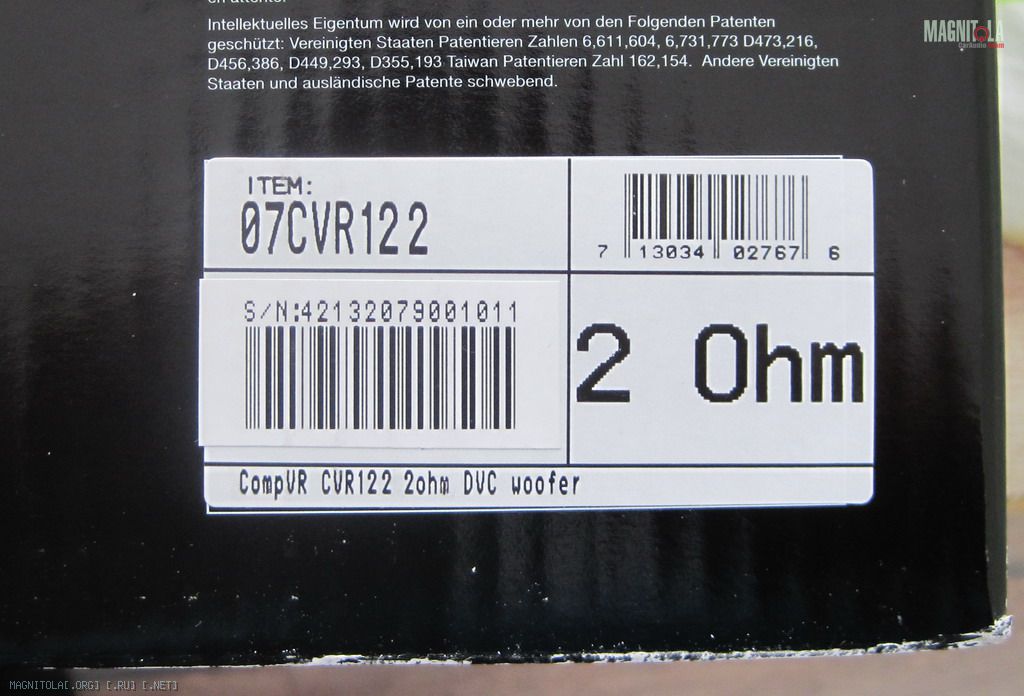 Intellektuelles Eigentum wird von ein oder mehr von den Folgenden Patenten
geschützt: Vereinigten Staaten Patentieren Zahlen 6,611,604, 6,731,773 D473,216,
D456,386, D449,293, D355,193 Taiwan Patentieren Zahl 162,154. Andere Vereinigten
Staaten und ausländische Patente schwebend.
MAGNITOLA
CarAudio Team
ITEM:
07CVR122
7 13034 02767 6
S/N:42132079001011
2 Ohm
CompVR CVR122 2ohm DVC woofer
MAGNITOLA[.ORG] [.RU] [.NET]